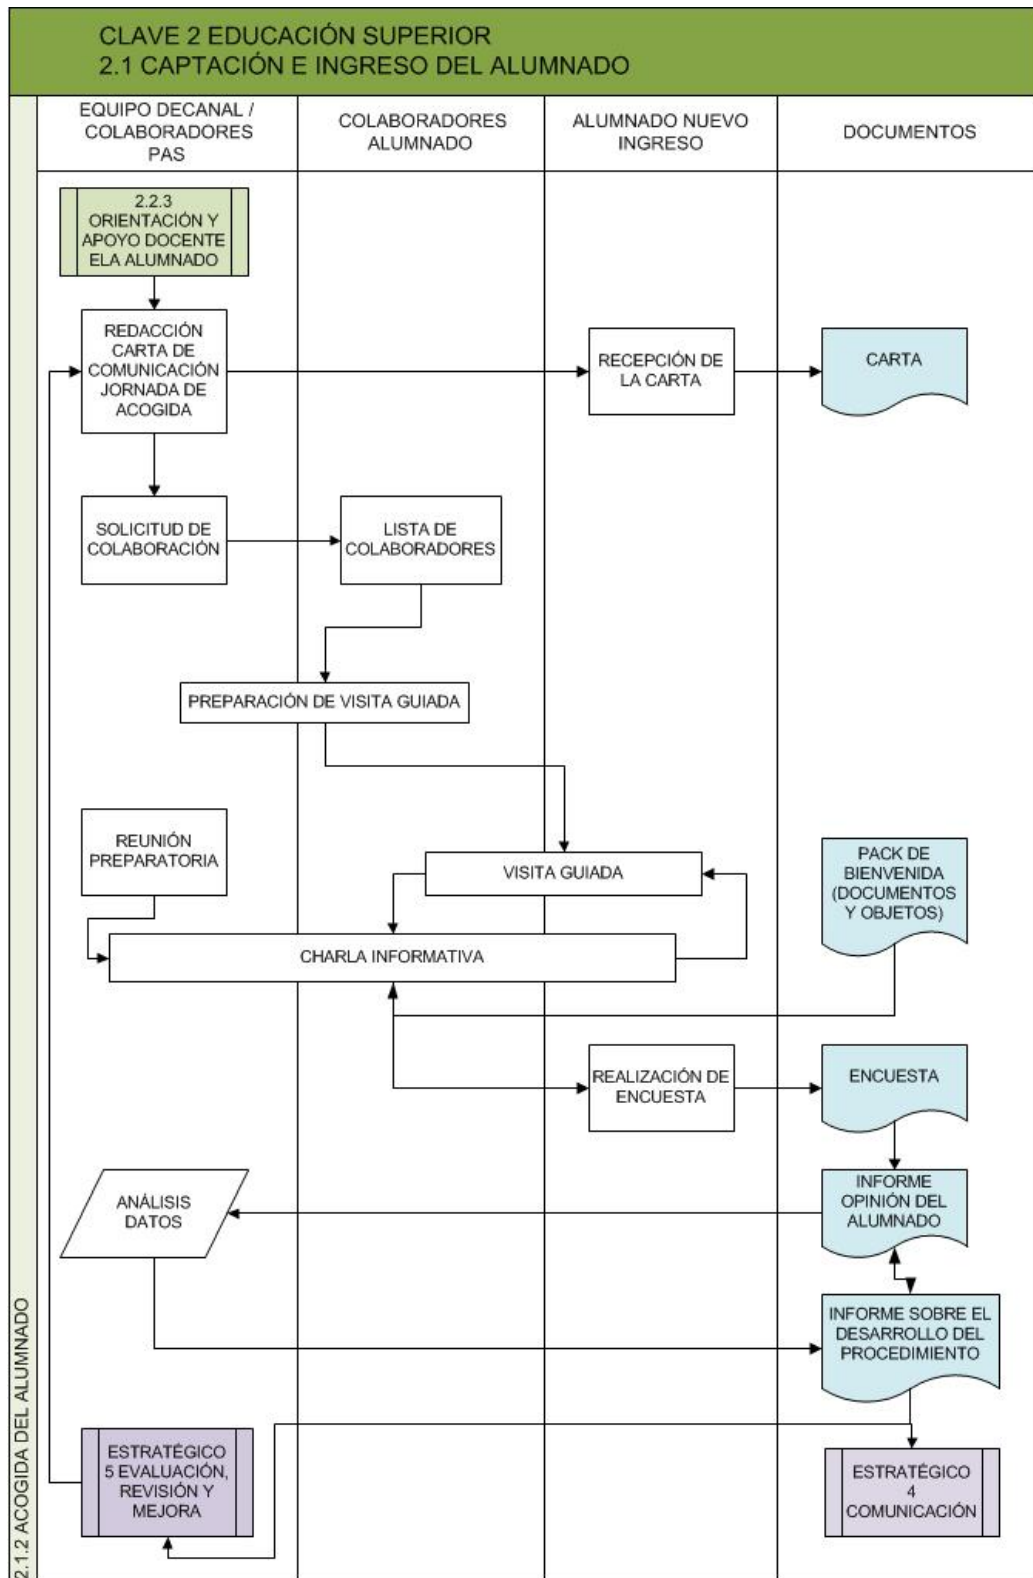 CLAVE 2 EDUCACIÓN SUPERIOR
2.1 CAPTACIÓN E INGRESO DEL ALUMNADO
EQUIPO DECANAL /
COLABORADORES
PAS
COLABORADORES
ALUMNADO
ALUMNADO NUEVO
INGRESO
DOCUMENTOS
2.2.3
ORIENTACIÓN Y
APOYO DOCENTE
ELA ALUMNADO
REDACCIÓN
CARTA DE
COMUNICACIÓN
JORNADA DE
ACOGIDA
RECEPCIÓN DE
LA CARTA
CARTA
SOLICITUD DE
COLABORACIÓN
LISTA DE
COLABORADORES
PREPARACIÓN DE VISITA GUIADA
REUNIÓN
PREPARATORIA
VISITA GUIADA
PACK DE
BIENVENIDA
(DOCUMENTOS
Y OBJETOS)
CHARLA INFORMATIVA
REALIZACIÓN DE
ENCUESTA
ENCUESTA
ANÁLISIS
DATOS
INFORME
OPINIÓN DEL
ALUMNADO
INFORME SOBRE EL
DESARROLLO DEL
PROCEDIMIENTO
ESTRATÉGICO
5 EVALUACIÓN,
REVISIÓN Y
MEJORA
ESTRATÉGICO
4
COMUNICACIÓN
2.1.2 ACOGIDA DEL ALUMNADO